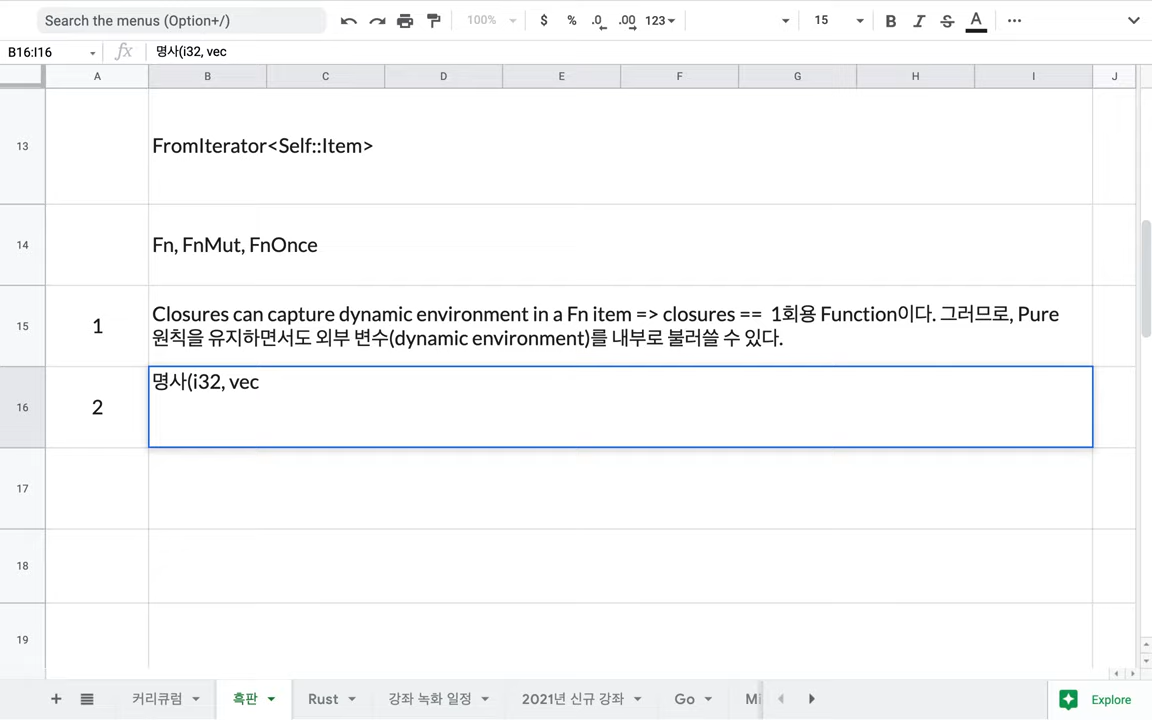 Search the menus (Option+/)
100%
$ % .0 .00 123
15
B I S A
B16:I16
fx
명사(i32, vec
A B C D E F G H I J
13
FromIterator<Self::Item>
14
Fn, FnMut, FnOnce
15
1
Closures can capture dynamic environment in a Fn item => closures == 1회용 Function이다. 그러므로, Pure
원칙을 유지하면서도 외부 변수(dynamic environment)를 내부로 불러쓸 수 있다.
16
2
명사(i32, vec
17
18
19
커리큐럼 흑판 Rust 강좌 녹화 일정 2021년 신규 강좌 Go Mi
Explore